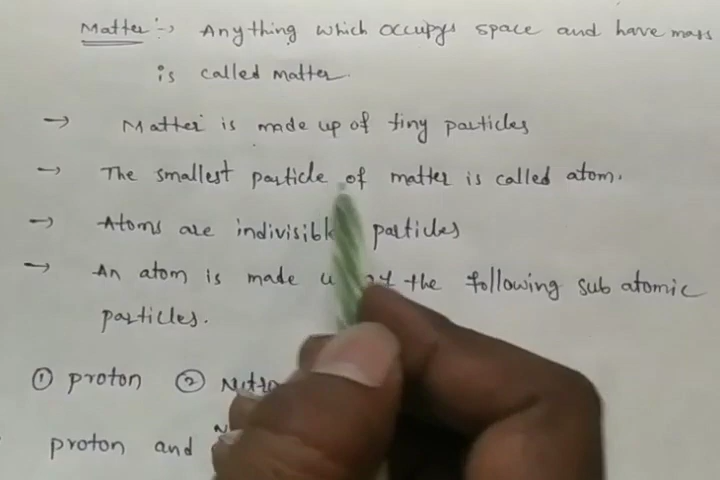 Matter :→ Anything which occupys space and have mass
is called matter.
→ Matter is made up of tiny particles
→ The smallest particle of matter is called atom.
→ Atoms are indivisible particles
→ An atom is made the following sub atomic
particles.
① proton ②
proton and